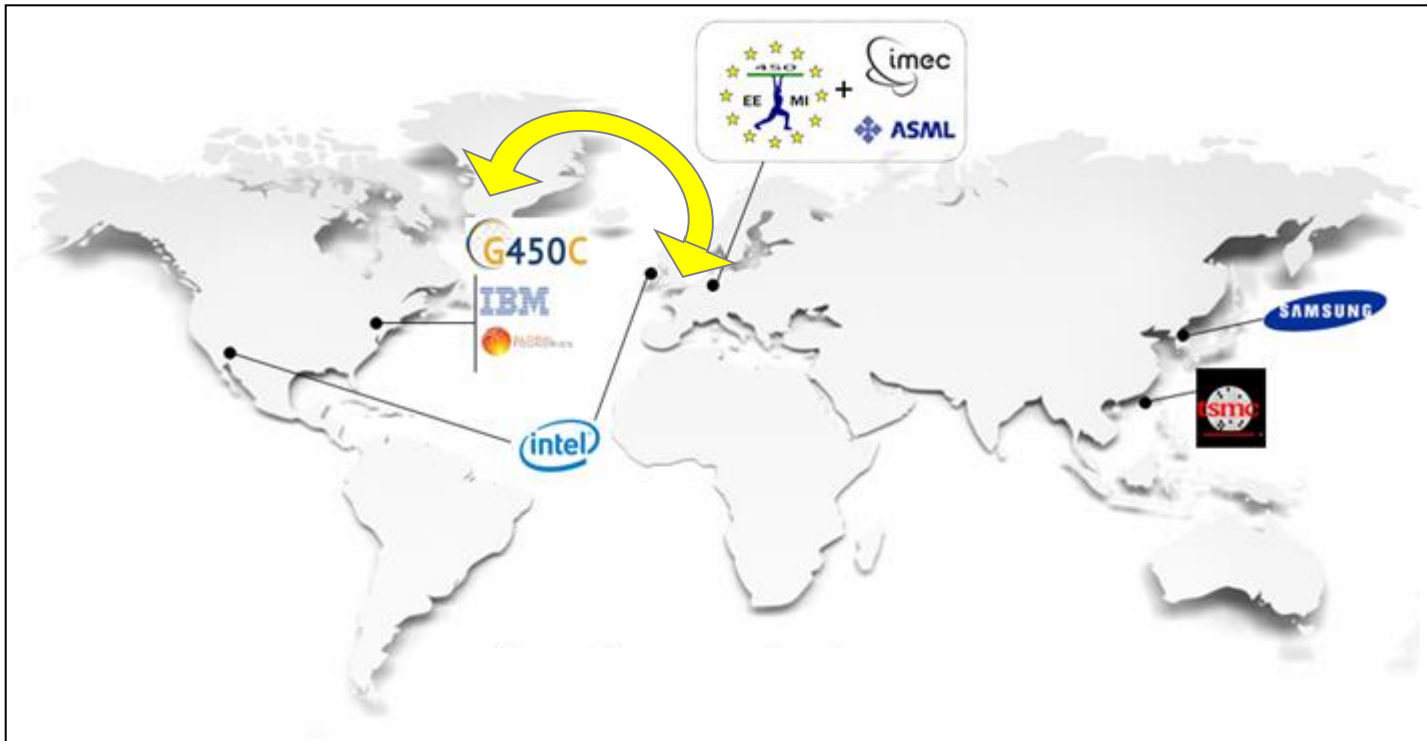 450
EE MI
+
imec
ASML
G450C
IBM
intel
SAMSUNG
tsmc